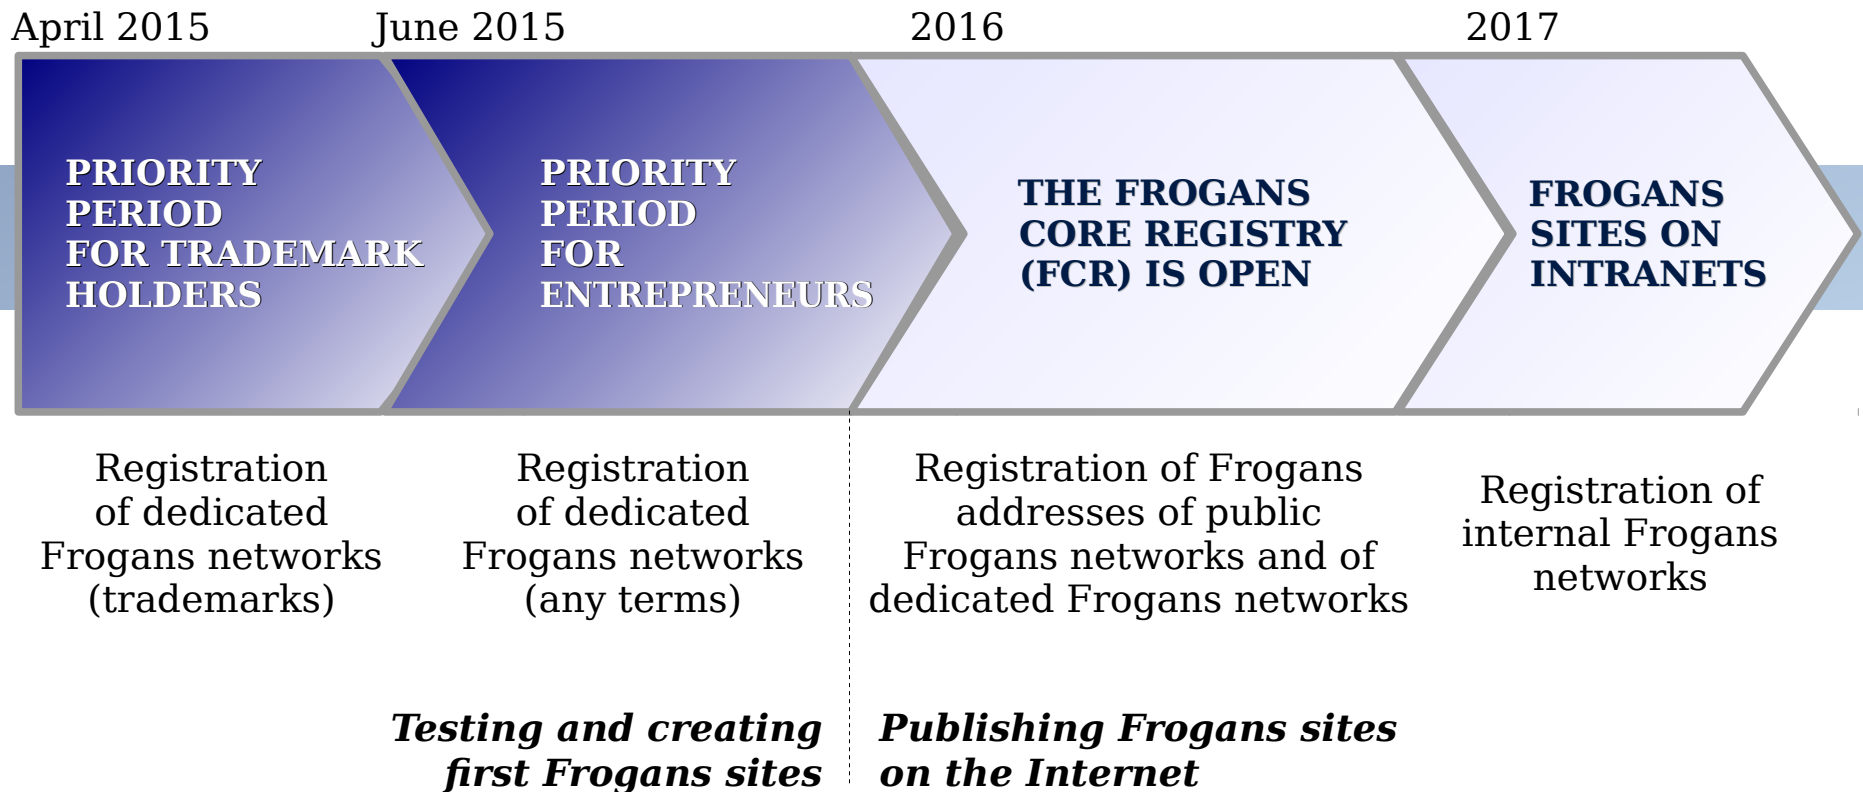 April 2015
June 2015
2016
2017
PRIORITY
PERIOD
FOR TRADEMARK
HOLDERS
PRIORITY
PERIOD
FOR
ENTREPRENEURS
THE FROGANS
CORE REGISTRY
(FCR) IS OPEN
FROGANS
SITES ON
INTRANETS
Registration
of dedicated
Frogans networks
(trademarks)
Registration
of dedicated
Frogans networks
(any terms)
Registration of Frogans
addresses of public
Frogans networks and of
dedicated Frogans networks
Registration of
internal Frogans
networks
Testing and creating
first Frogans sites
Publishing Frogans sites
on the Internet